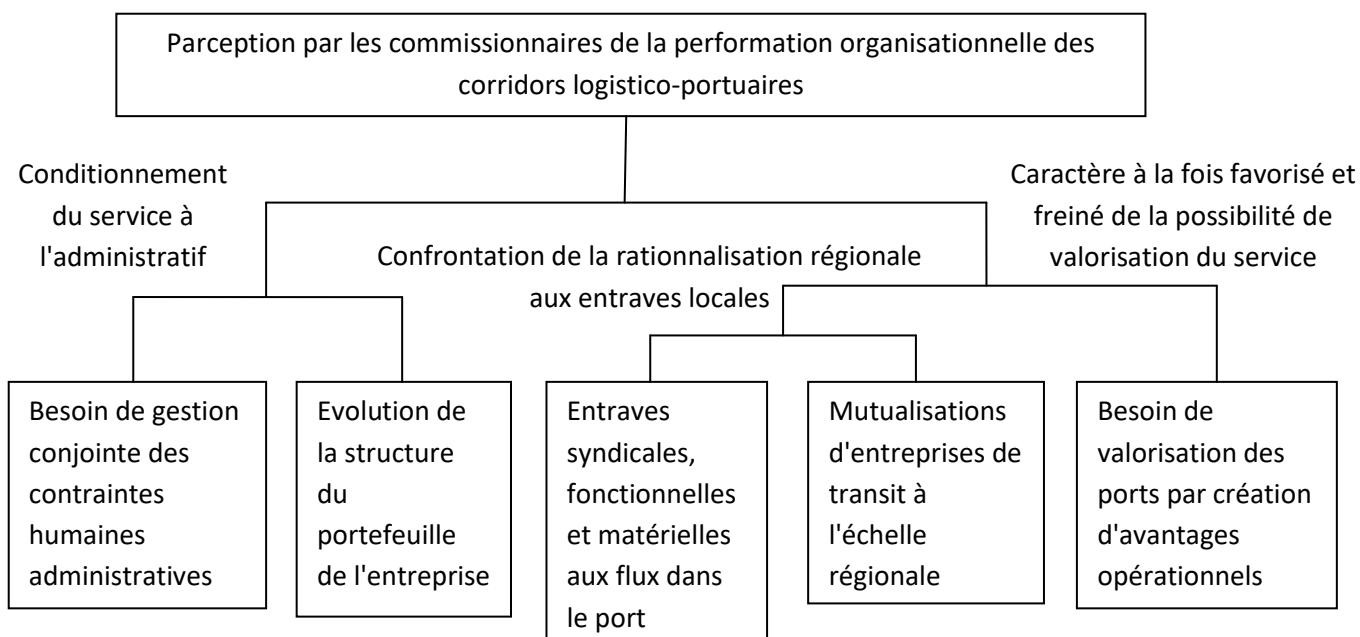 Parception par les commissionnaires de la performation organisationnelle des
corridors logistico-portuaires
Conditionnement
du service à
l'administratif
Caractère à la fois favorisé et
freiné de la possibilité de
valorisation du service
Confrontation de la rationnalisation régionale
aux entraves locales
Besoin de gestion
conjointe des
contraintes
humaines
administratives
Evolution de
la structure
du
portefeuille
de l'entreprise
Entraves
syndicales,
fonctionnelles
et matérielles
aux flux dans
le port
Mutualisations
d'entreprises de
transit à
l'échelle
régionale
Besoin de
valorisation des
ports par création
d'avantages
opérationnels